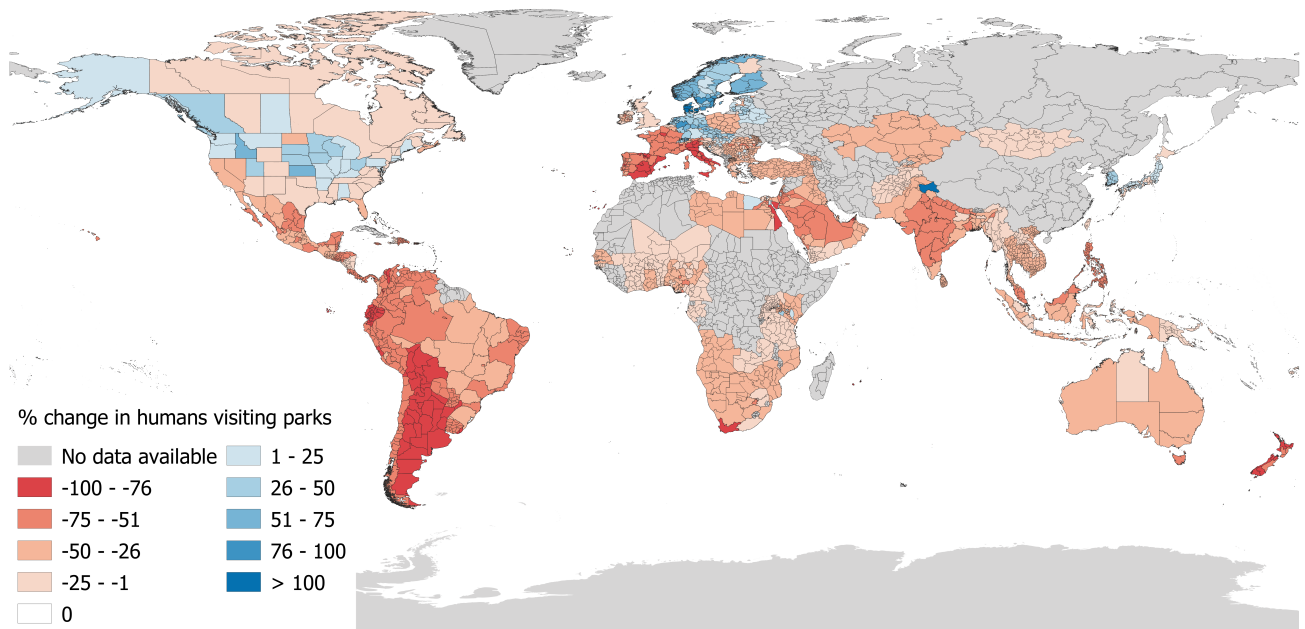 % change in humans visiting parks
No data available
-100 - -76
-75 - -51
-50 - -26
-25 - -1
0
1 - 25
26 - 50
51 - 75
76 - 100
> 100